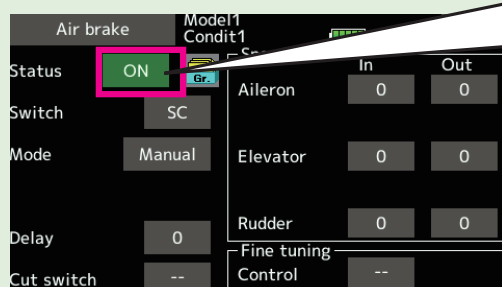 Air brake
Model1
Condit1
In Out
Status ON Gr.
Aileron 0 0
Switch SC
Mode Manual
Elevator 0 0
Rudder 0 0
Delay 0
Fine tuning
Cut switch --
Control --